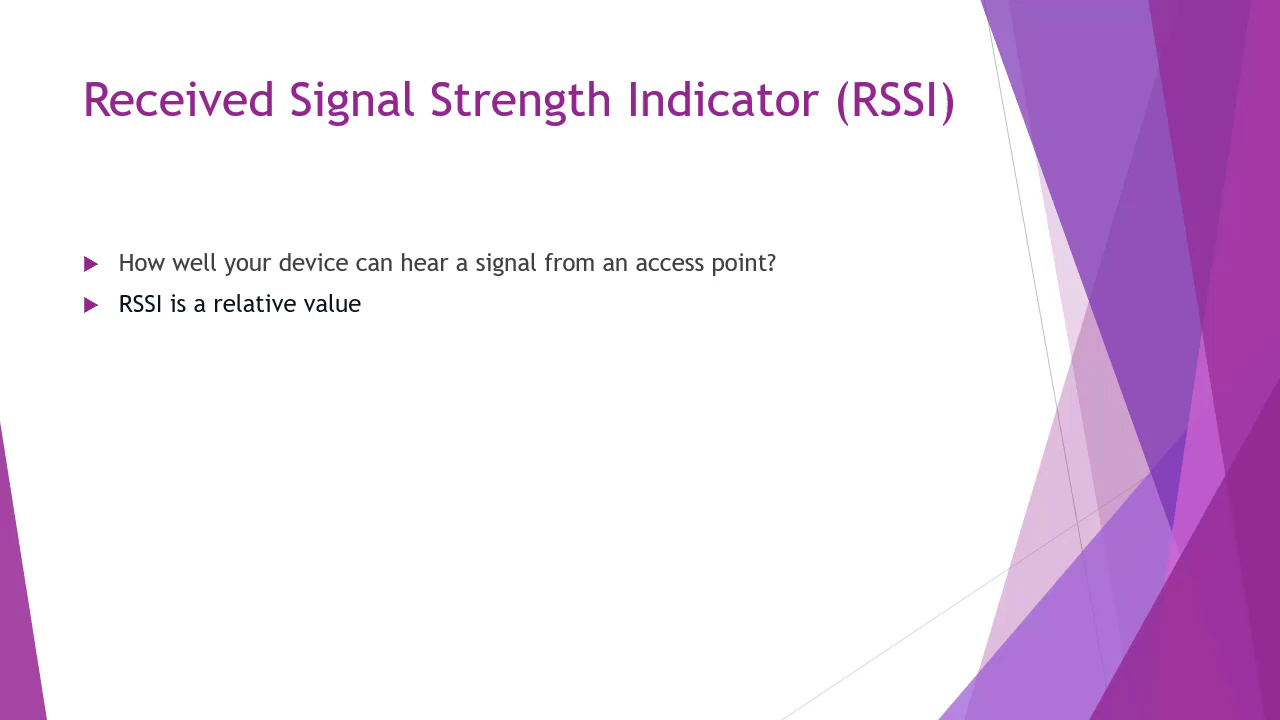 Received Signal Strength Indicator (RSSI)
How well your device can hear a signal from an access point?
RSSI is a relative value